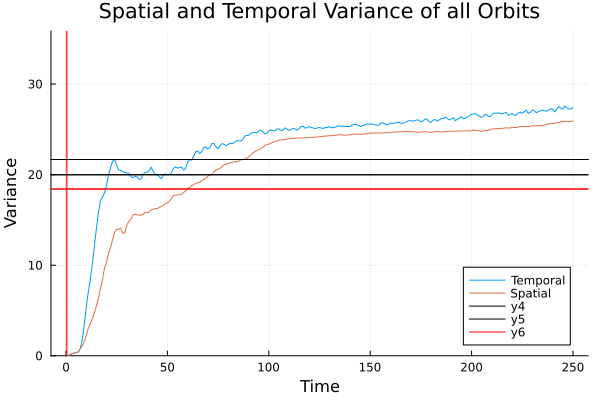 Spatial and Temporal Variance of all Orbits
30
20
10
0
Variance
0 50 100 150 200 250
Time
Temporal
Spatial
y4
y5
y6